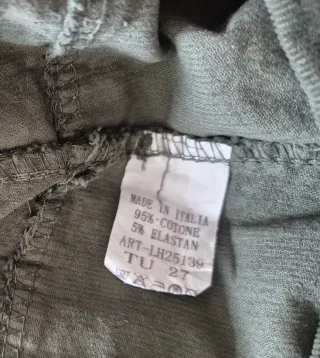 MADE IN ITALIA
95% COTONE
5% ELASTAN
ART-LH25139
TU 27